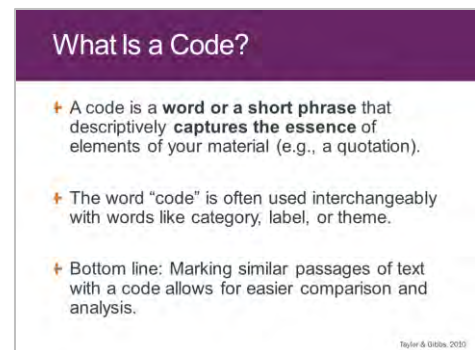 What Is a Code?
A code is a word or a short phrase that
descriptively captures the essence of
elements of your material (e.g., a quotation).
The word “code” is often used interchangeably
with words like category, label, or theme.
Bottom line: Marking similar passages of text
with a code allows for easier comparison and
analysis.
Taylor & Gibbs, 2010